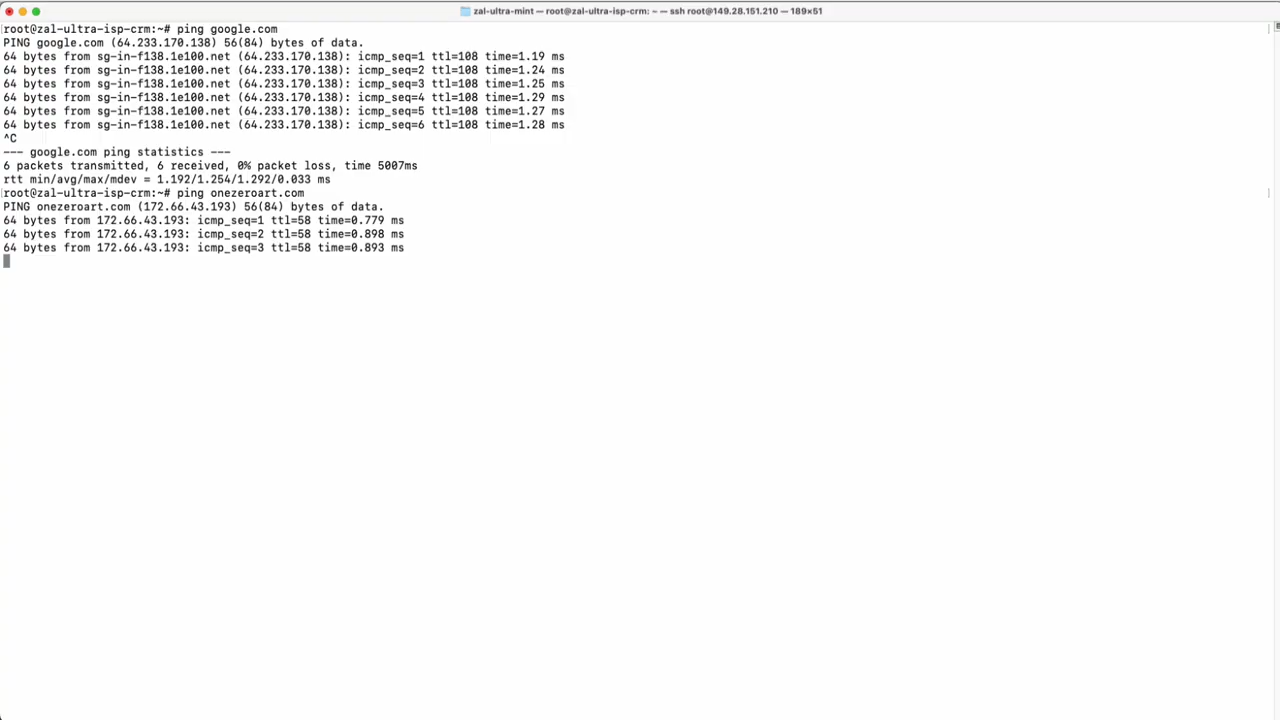 zal-ultra-mint — root@zal-ultra-isp-crm: ~ — ssh root@149.28.151.210 — 189×51
root@zal-ultra-isp-crm:~# ping google.com
PING google.com (64.233.170.138) 56(84) bytes of data.
64 bytes from sg-in-f138.1e100.net (64.233.170.138): icmp_seq=1 ttl=108 time=1.19 ms
64 bytes from sg-in-f138.1e100.net (64.233.170.138): icmp_seq=2 ttl=108 time=1.24 ms
64 bytes from sg-in-f138.1e100.net (64.233.170.138): icmp_seq=3 ttl=108 time=1.25 ms
64 bytes from sg-in-f138.1e100.net (64.233.170.138): icmp_seq=4 ttl=108 time=1.29 ms
64 bytes from sg-in-f138.1e100.net (64.233.170.138): icmp_seq=5 ttl=108 time=1.27 ms
64 bytes from sg-in-f138.1e100.net (64.233.170.138): icmp_seq=6 ttl=108 time=1.28 ms
^C
--- google.com ping statistics ---
6 packets transmitted, 6 received, 0% packet loss, time 5007ms
rtt min/avg/max/mdev = 1.192/1.254/1.292/0.033 ms
root@zal-ultra-isp-crm:~# ping onezeroart.com
PING onezeroart.com (172.66.43.193) 56(84) bytes of data.
64 bytes from 172.66.43.193: icmp_seq=1 ttl=58 time=0.779 ms
64 bytes from 172.66.43.193: icmp_seq=2 ttl=58 time=0.898 ms
64 bytes from 172.66.43.193: icmp_seq=3 ttl=58 time=0.893 ms